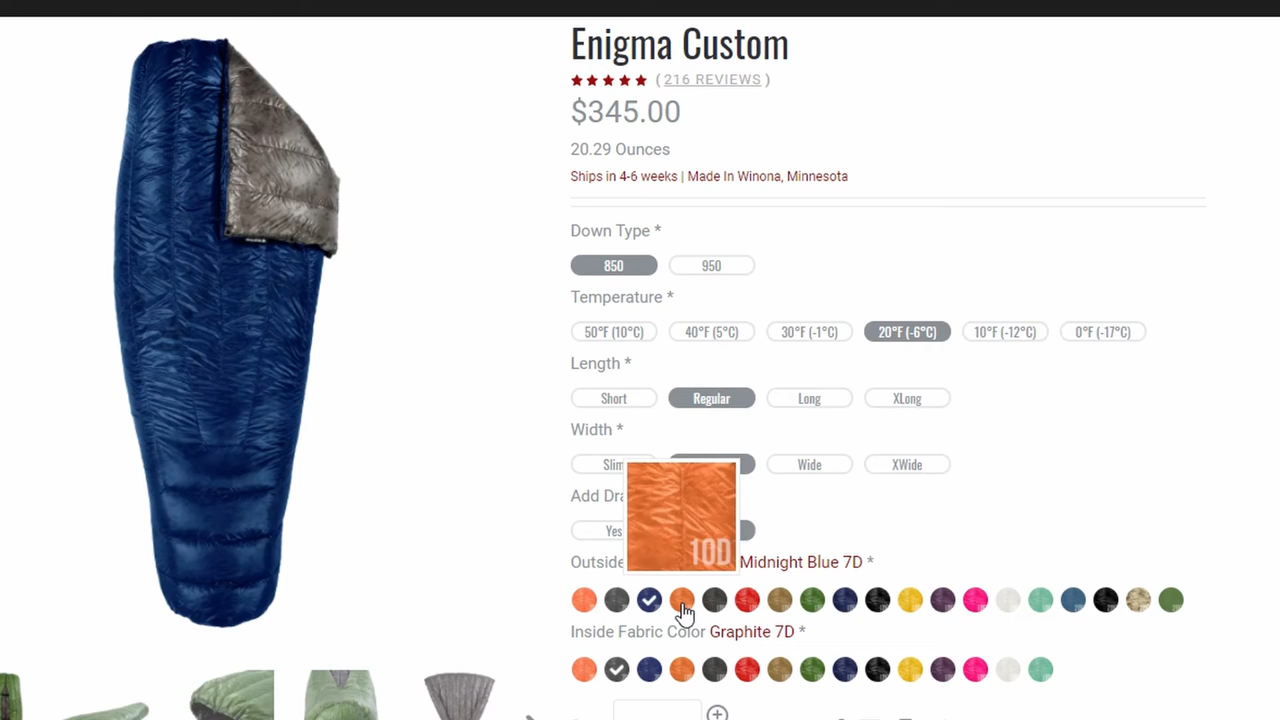 Enigma Custom
( 216 REVIEWS )
$345.00
20.29 Ounces
Ships in 4-6 weeks | Made In Winona, Minnesota
Down Type *
850 950
Temperature *
50°F (10°C) 40°F (5°C) 30°F (-1°C) 20°F (-6°C) 10°F (-12°C) 0°F (-17°C)
Length *
Short Regular Long XLong
Width *
Slim Wide XWide
Add Dra
Yes
10D
Outside Midnight Blue 7D *
Inside Fabric Color Graphite 7D *